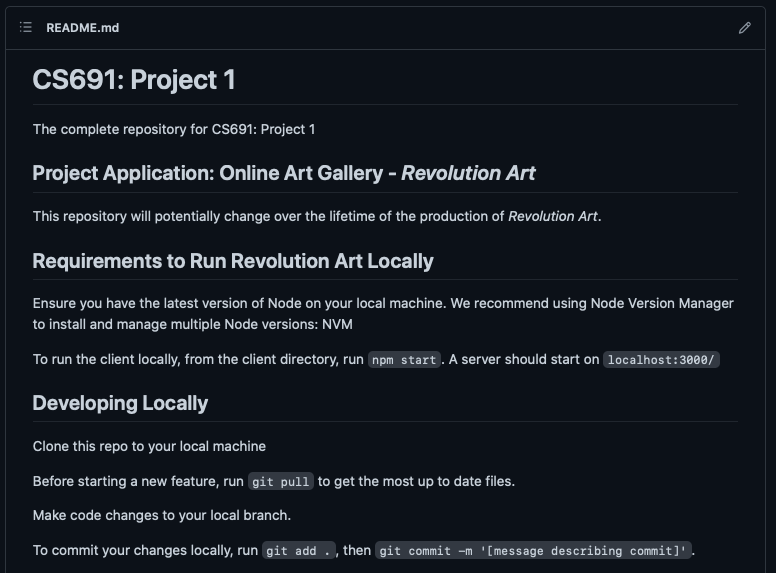 README.md
CS691: Project 1
The complete repository for CS691: Project 1
Project Application: Online Art Gallery - Revolution Art
This repository will potentially change over the lifetime of the production of Revolution Art.
Requirements to Run Revolution Art Locally
Ensure you have the latest version of Node on your local machine. We recommend using Node Version Manager
to install and manage multiple Node versions: NVM
To run the client locally, from the client directory, run npm start. A server should start on localhost:3000/
Developing Locally
Clone this repo to your local machine
Before starting a new feature, run git pull to get the most up to date files.
Make code changes to your local branch.
To commit your changes locally, run git add ., then git commit -m '[message describing commit]'.